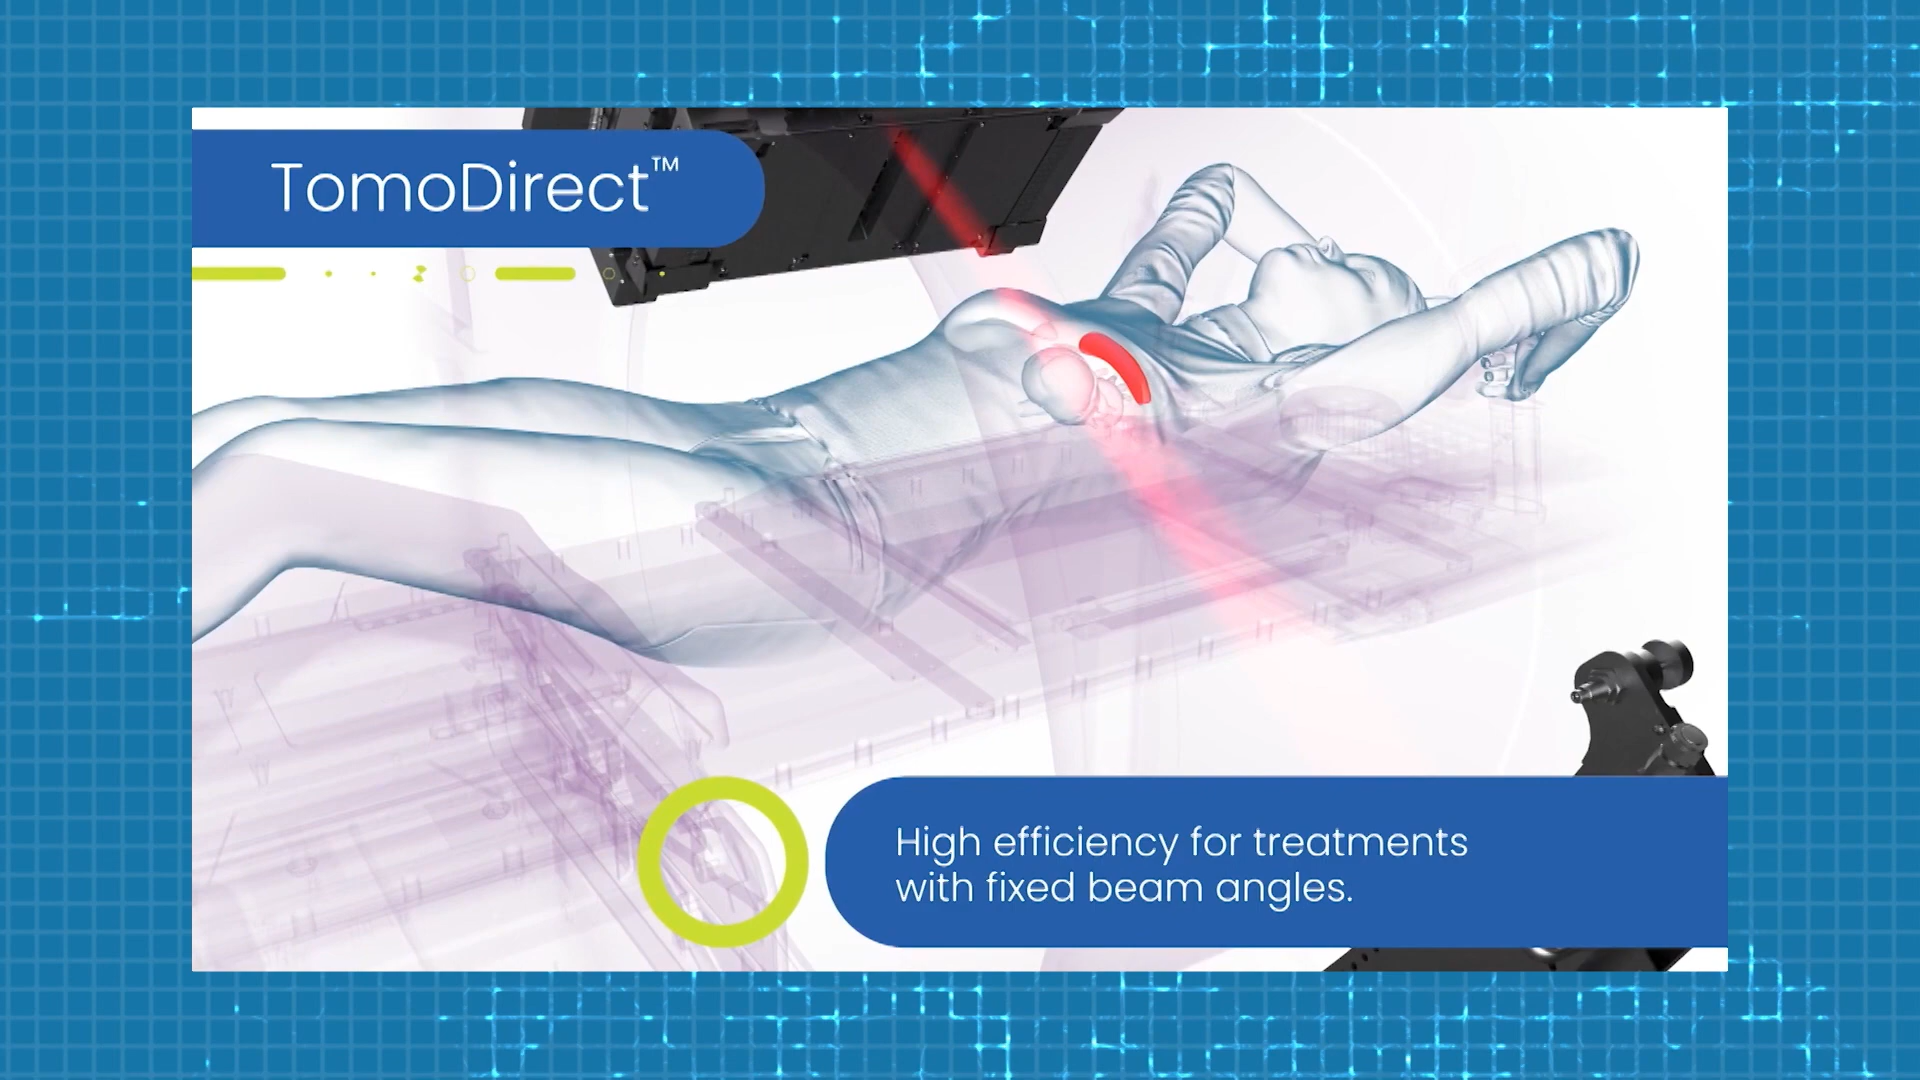 TomoDirect™
High efficiency for treatments
with fixed beam angles.